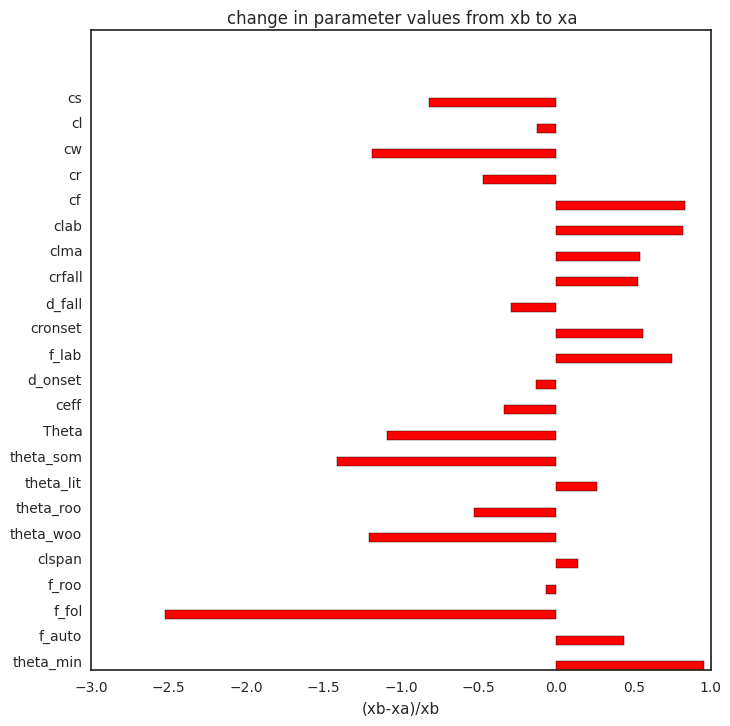 change in parameter values from xb to xa
cs
cl
cw
cr
cf
clab
clma
crfall
d_fall
cronset
f_lab
d_onset
ceff
Theta
theta_som
theta_lit
theta_roo
theta_woo
clspan
f_roo
f_fol
f_auto
theta_min
−3.0 −2.5 −2.0 −1.5 −1.0 −0.5 0.0 0.5 1.0
(xb-xa)/xb